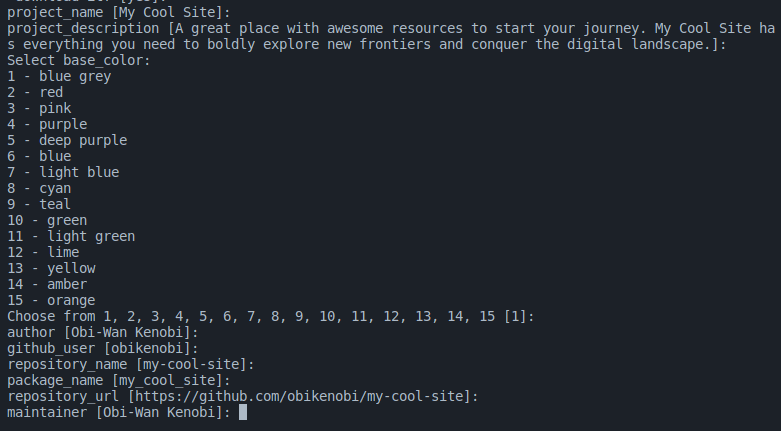 project_name [My Cool Site]:
project_description [A great place with awesome resources to start your journey. My Cool Site ha
s everything you need to boldly explore new frontiers and conquer the digital landscape.]:
Select base_color:
1 - blue grey
2 - red
3 - pink
4 - purple
5 - deep purple
6 - blue
7 - light blue
8 - cyan
9 - teal
10 - green
11 - light green
12 - lime
13 - yellow
14 - amber
15 - orange
Choose from 1, 2, 3, 4, 5, 6, 7, 8, 9, 10, 11, 12, 13, 14, 15 [1]:
author [Obi-Wan Kenobi]:
github_user [obikenobi]:
repository_name [my-cool-site]:
package_name [my_cool_site]:
repository_url [https://github.com/obikenobi/my-cool-site]:
maintainer [Obi-Wan Kenobi]: